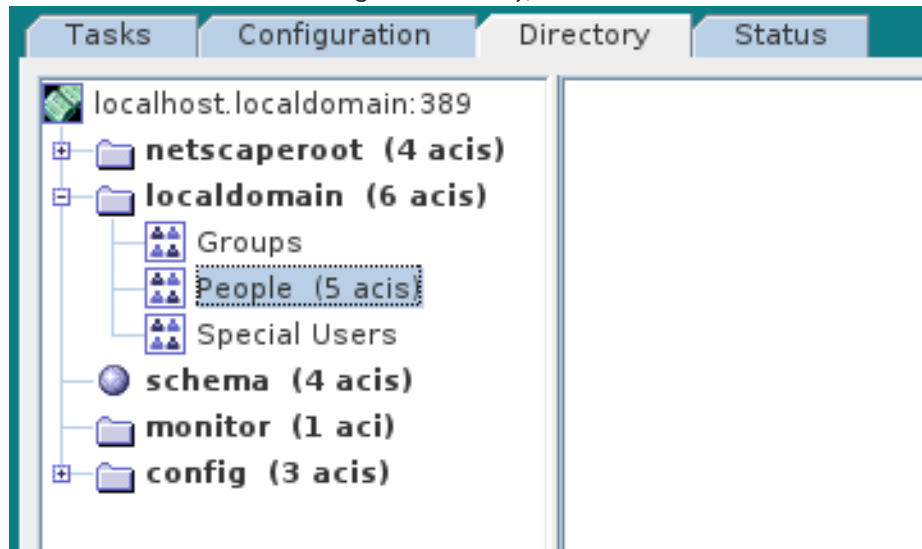 Tasks Configuration Directory Status
localhost.localdomain:389
netscaperoot (4 acis)
localdomain (6 acis)
Groups
People (5 acis)
Special Users
schema (4 acis)
monitor (1 aci)
config (3 acis)